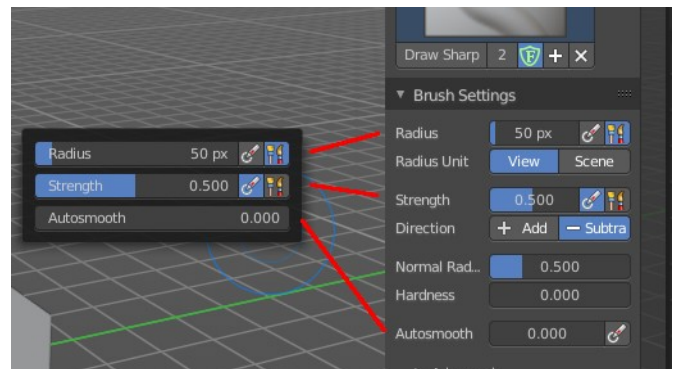 Draw Sharp 2 F
Brush Settings
Radius 50 px
Radius Unit View Scene
Strength 0.500
Direction + Add − Subtra
Normal Rad... 0.500
Hardness 0.000
Autosmooth 0.000
Radius 50 px
Strength 0.500
Autosmooth 0.000